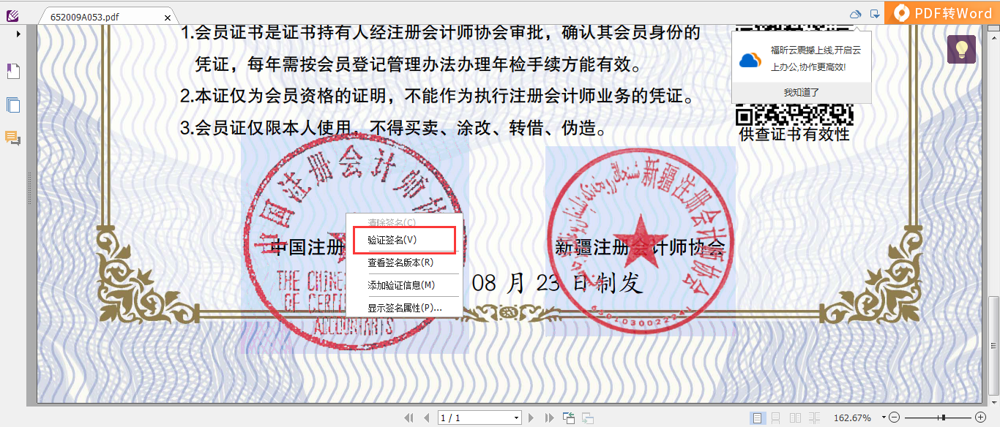 652009A053.pdf
PDF转Word
1.会员证书是证书持有人经注册会计师协会审批，确认其会员身份的
凭证，每年需按会员登记管理办法办理年检手续方能有效。
2.本证仅为会员资格的证明，不能作为执行注册会计师业务的凭证。
3.会员证仅限本人使用，不得买卖、涂改、转借、伪造。
福昕云震撼上线,开启云
上办公,协作更高效!
我知道了
供查证书有效性
中国注册会计师协
THE CHINE
OF CERTI
ACCOUNTANTS
中国注册
清除签名(C)
验证签名(V)
查看签名版本(R)
添加验证信息(M)
显示签名属性(P)...
新疆注册会计师协会
新疆注册会计师协会
6501030022241
08 月 23 日制发
1 / 1
162.67%